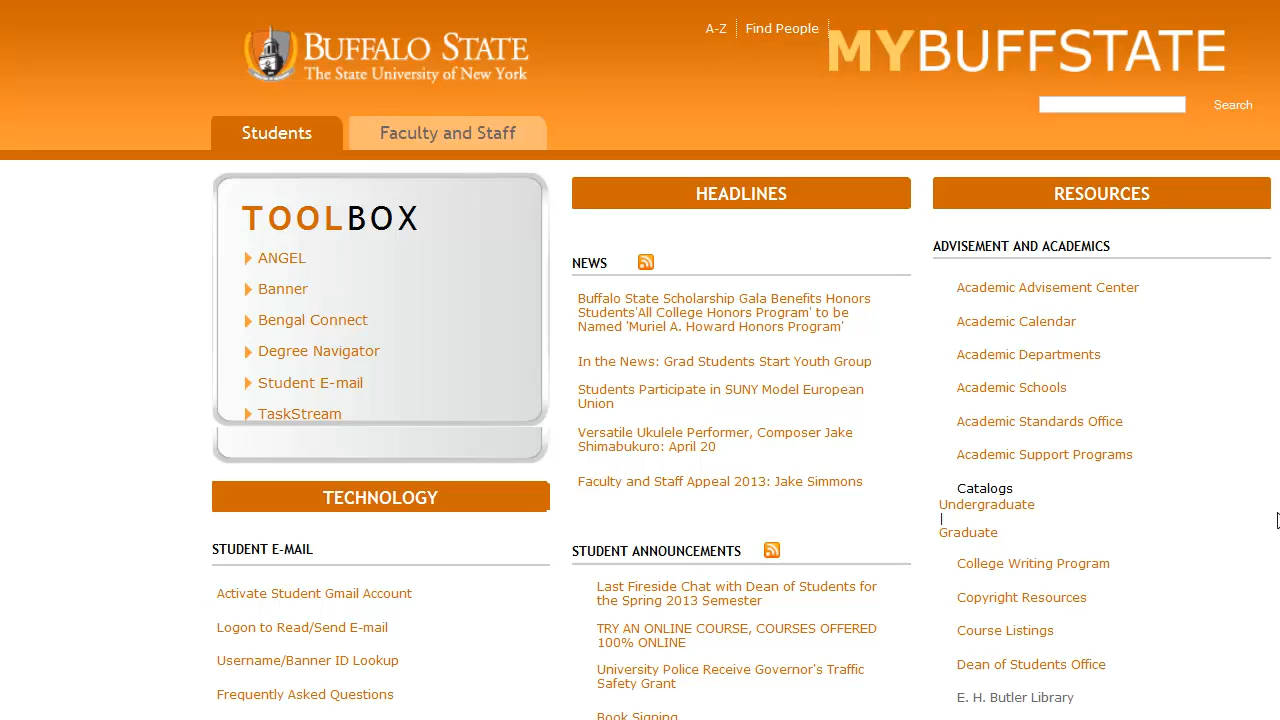 BUFFALO STATE
The State University of New York
A-Z
Find People
MYBUFFSTATE
Search
Students
Faculty and Staff
TOOLBOX
ANGEL
Banner
Bengal Connect
Degree Navigator
Student E-mail
TaskStream
TECHNOLOGY
STUDENT E-MAIL
Activate Student Gmail Account
Logon to Read/Send E-mail
Username/Banner ID Lookup
Frequently Asked Questions
HEADLINES
NEWS
Buffalo State Scholarship Gala Benefits Honors
Students'All College Honors Program' to be
Named 'Muriel A. Howard Honors Program'
In the News: Grad Students Start Youth Group
Students Participate in SUNY Model European
Union
Versatile Ukulele Performer, Composer Jake
Shimabukuro: April 20
Faculty and Staff Appeal 2013: Jake Simmons
STUDENT ANNOUNCEMENTS
Last Fireside Chat with Dean of Students for
the Spring 2013 Semester
TRY AN ONLINE COURSE, COURSES OFFERED
100% ONLINE
University Police Receive Governor's Traffic
Safety Grant
Book Signing
RESOURCES
ADVISEMENT AND ACADEMICS
Academic Advisement Center
Academic Calendar
Academic Departments
Academic Schools
Academic Standards Office
Academic Support Programs
Catalogs
Undergraduate
|
Graduate
College Writing Program
Copyright Resources
Course Listings
Dean of Students Office
E. H. Butler Library